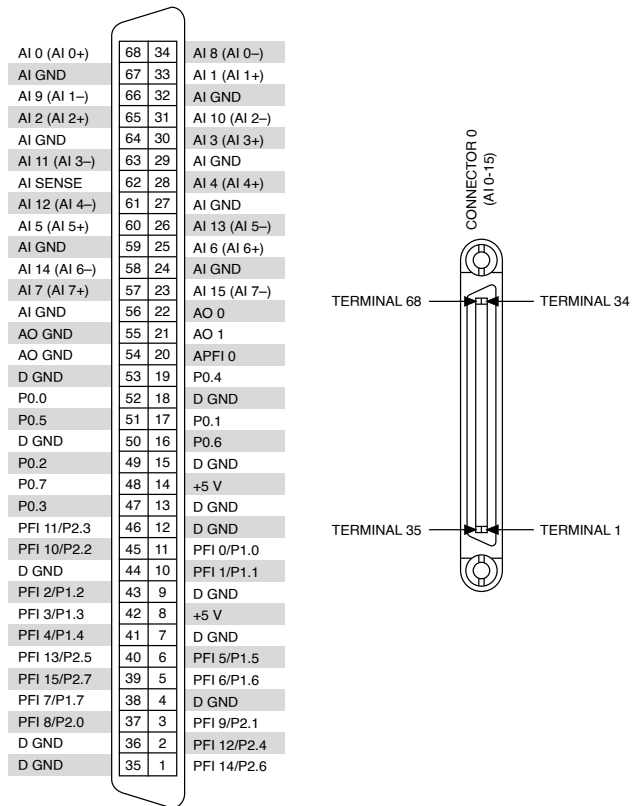 AI 0 (AI 0+) 68 34 AI 8 (AI 0–)
AI GND 67 33 AI 1 (AI 1+)
AI 9 (AI 1–) 66 32 AI GND
AI 2 (AI 2+) 65 31 AI 10 (AI 2–)
AI GND 64 30 AI 3 (AI 3+)
AI 11 (AI 3–) 63 29 AI GND
AI SENSE 62 28 AI 4 (AI 4+)
AI 12 (AI 4–) 61 27 AI GND
AI 5 (AI 5+) 60 26 AI 13 (AI 5–)
AI GND 59 25 AI 6 (AI 6+)
AI 14 (AI 6–) 58 24 AI GND
AI 7 (AI 7+) 57 23 AI 15 (AI 7–)
AI GND 56 22 AO 0
AO GND 55 21 AO 1
AO GND 54 20 APFI 0
D GND 53 19 P0.4
P0.0 52 18 D GND
P0.5 51 17 P0.1
D GND 50 16 P0.6
P0.2 49 15 D GND
P0.7 48 14 +5 V
P0.3 47 13 D GND
PFI 11/P2.3 46 12 D GND
PFI 10/P2.2 45 11 PFI 0/P1.0
D GND 44 10 PFI 1/P1.1
PFI 2/P1.2 43 9 D GND
PFI 3/P1.3 42 8 +5 V
PFI 4/P1.4 41 7 D GND
PFI 13/P2.5 40 6 PFI 5/P1.5
PFI 15/P2.7 39 5 PFI 6/P1.6
PFI 7/P1.7 38 4 D GND
PFI 8/P2.0 37 3 PFI 9/P2.1
D GND 36 2 PFI 12/P2.4
D GND 35 1 PFI 14/P2.6
CONNECTOR 0
(AI 0-15)
TERMINAL 68 TERMINAL 34
TERMINAL 35 TERMINAL 1